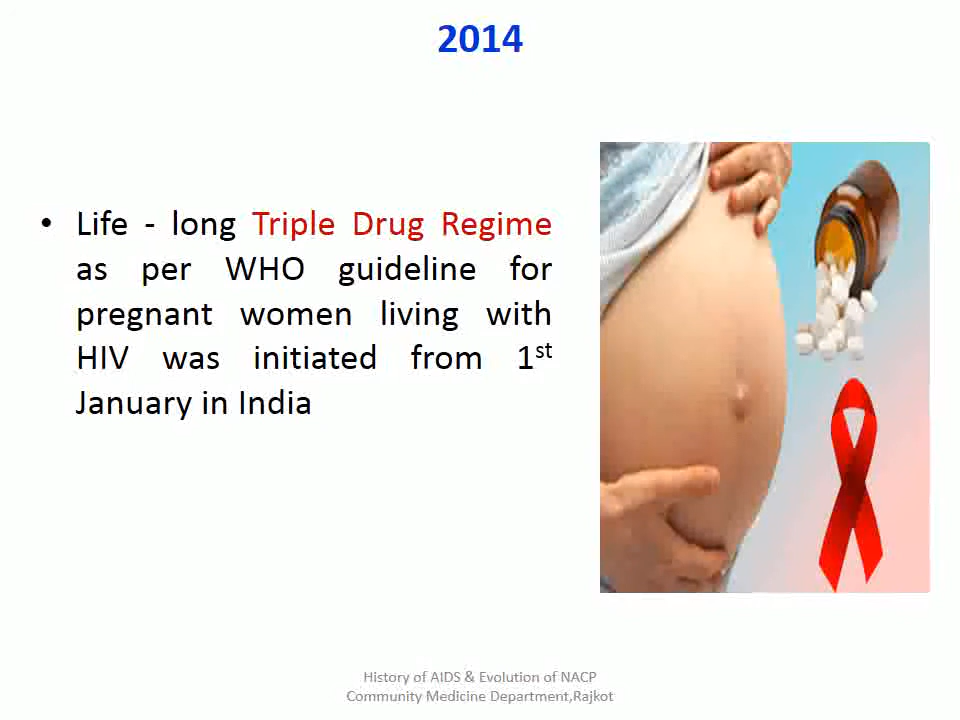 2014
• Life - long Triple Drug Regime
as per WHO guideline for
pregnant women living with
HIV was initiated from 1st
January in India
History of AIDS & Evolution of NACP
Community Medicine Department,Rajkot